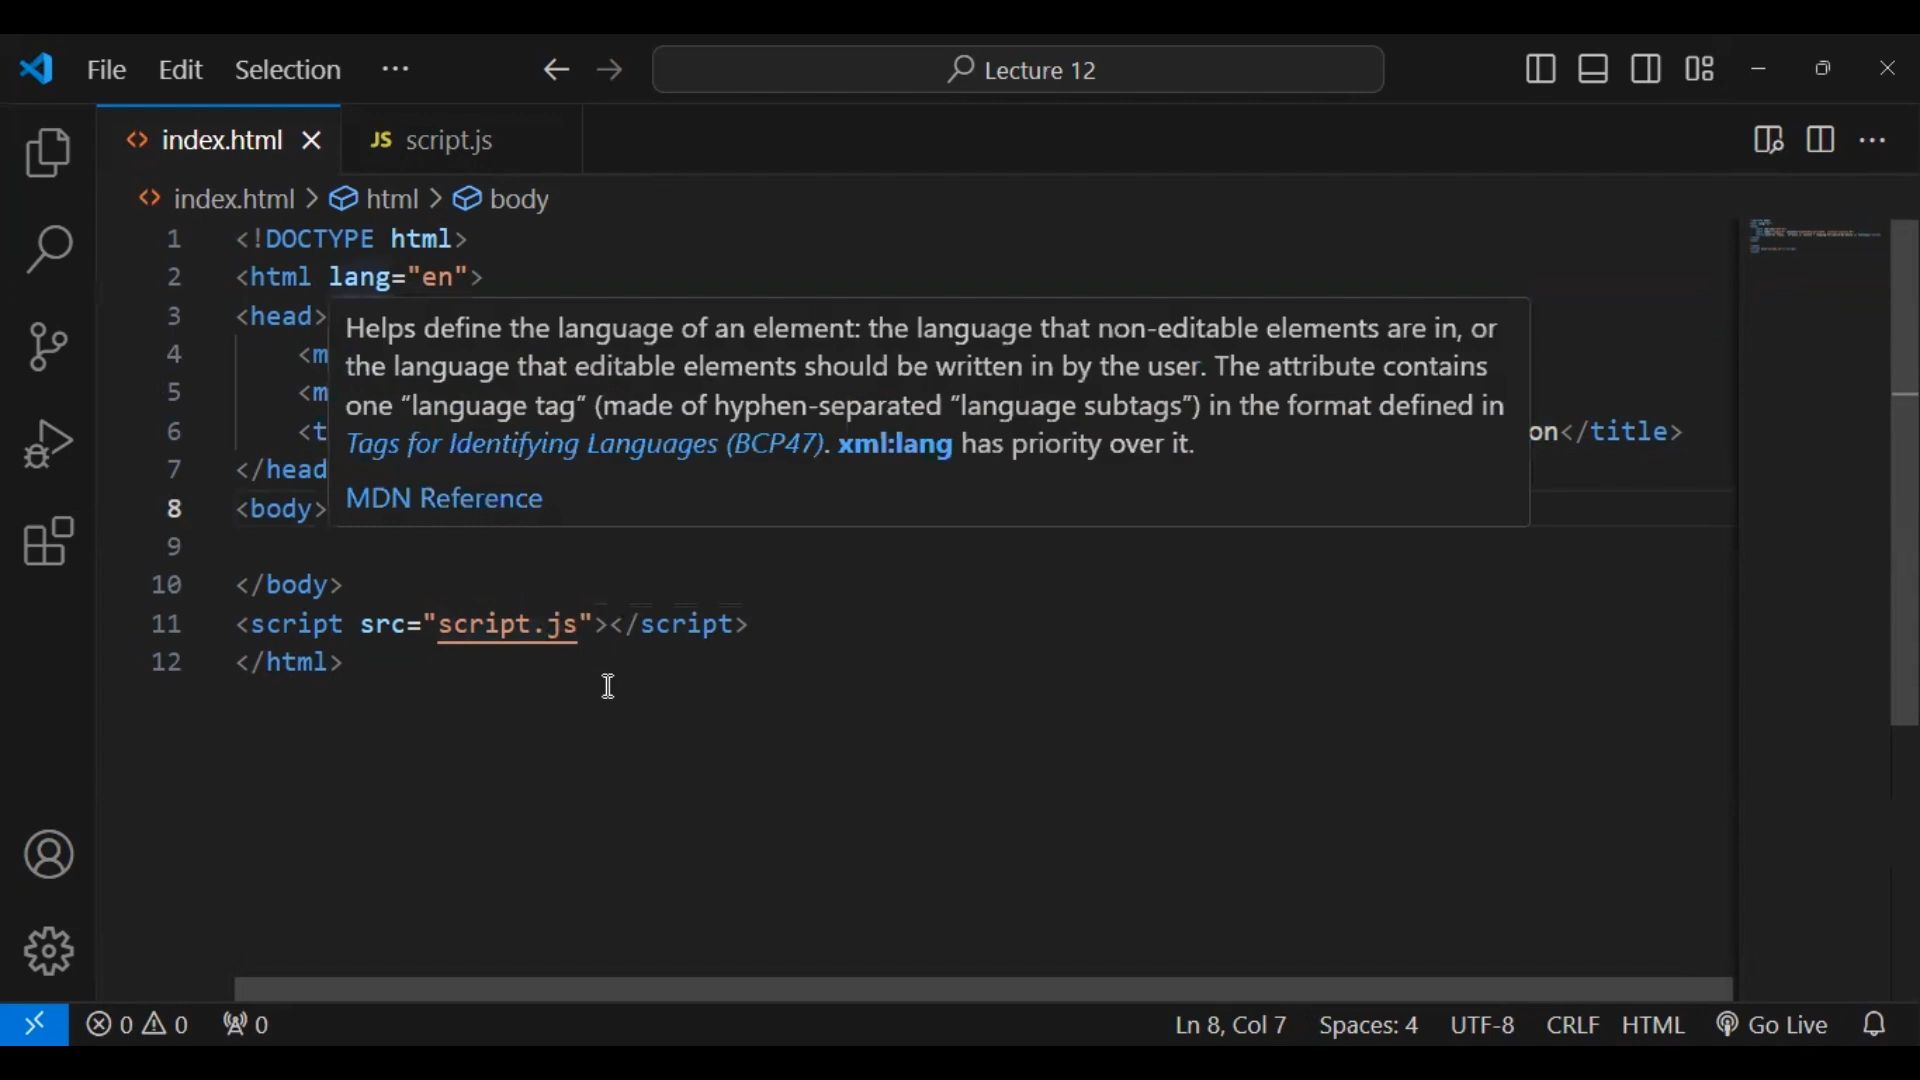 File Edit Selection ··· Lecture 12
index.html JS script.js
index.html > html > body
1 <!DOCTYPE html>
2 <html lang="en">
3 <head>
Helps define the language of an element: the language that non-editable elements are in, or
4 <m
the language that editable elements should be written in by the user. The attribute contains
5 <m
one “language tag” (made of hyphen-separated “language subtags”) in the format defined in
6 <t on</title>
Tags for Identifying Languages (BCP47). xml:lang has priority over it.
7 </head
MDN Reference
8 <body>
9
10 </body>
11 <script src="script.js"></script>
12 </html>
0 0 0 Ln 8, Col 7 Spaces: 4 UTF-8 CRLF HTML Go Live